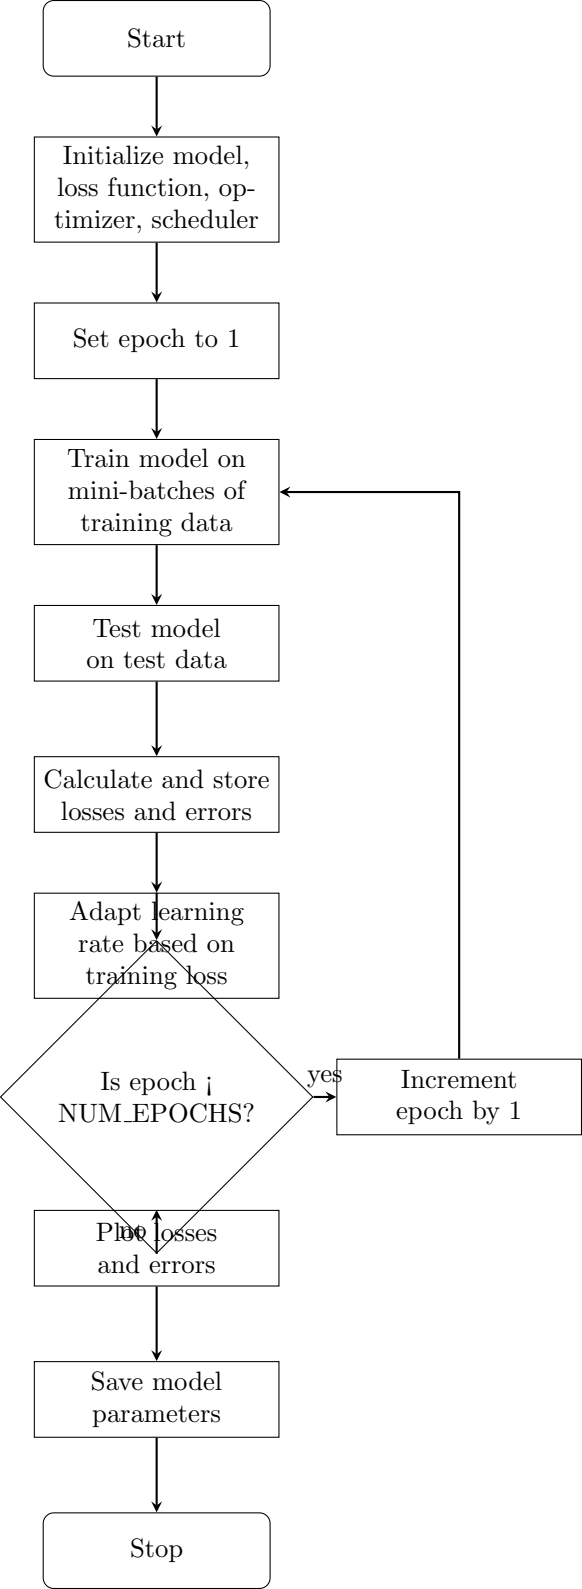 Start
Initialize model,
loss function, op-
timizer, scheduler
Set epoch to 1
Train model on
mini-batches of
training data
Test model
on test data
Calculate and store
losses and errors
Adapt learning
rate based on
training loss
Is epoch ¡
NUM_EPOCHS?
yes
Increment
epoch by 1
no
Plot losses
and errors
Save model
parameters
Stop